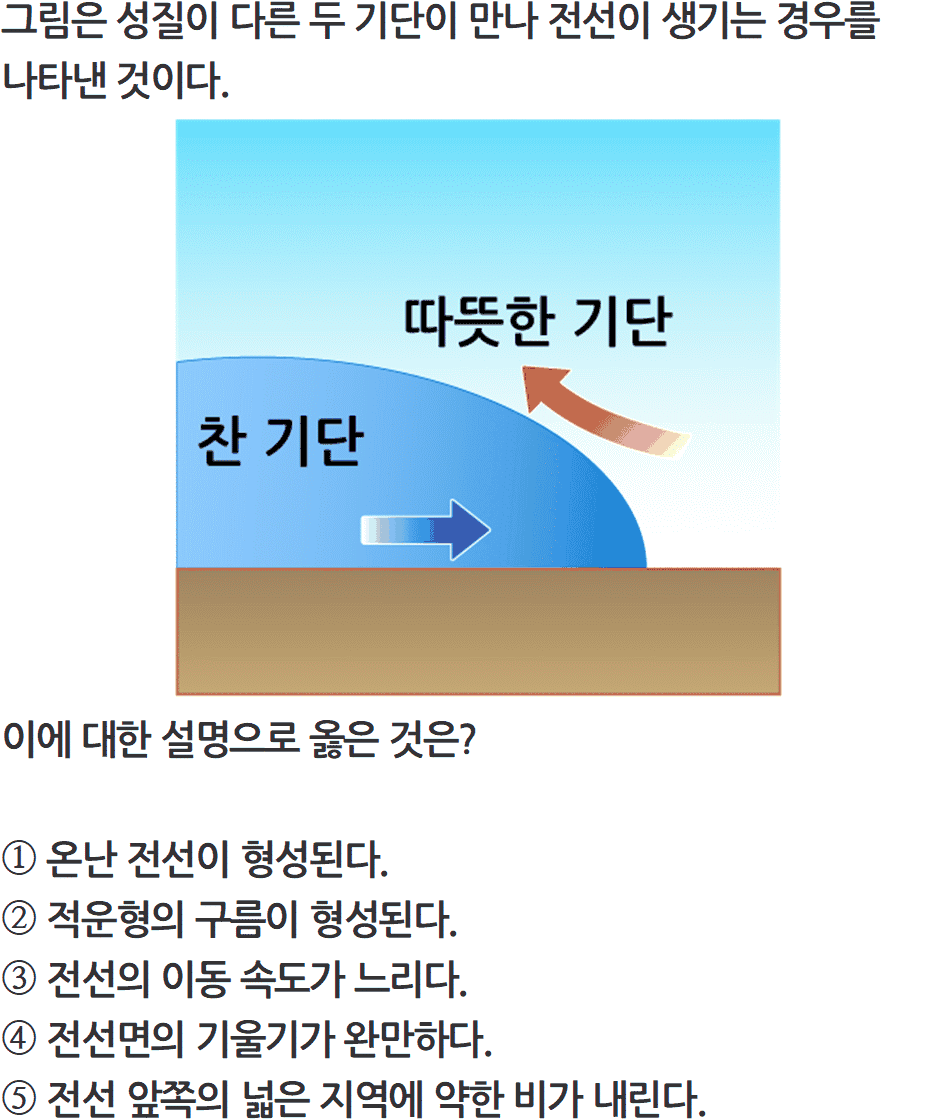 그림은 성질이 다른 두 기단이 만나 전선이 생기는 경우를
나타낸 것이다.
따뜻한 기단
찬 기단
이에 대한 설명으로 옳은 것은?
① 온난 전선이 형성된다.
② 적운형의 구름이 형성된다.
③ 전선의 이동 속도가 느리다.
④ 전선면의 기울기가 완만하다.
⑤ 전선 앞쪽의 넓은 지역에 약한 비가 내린다.